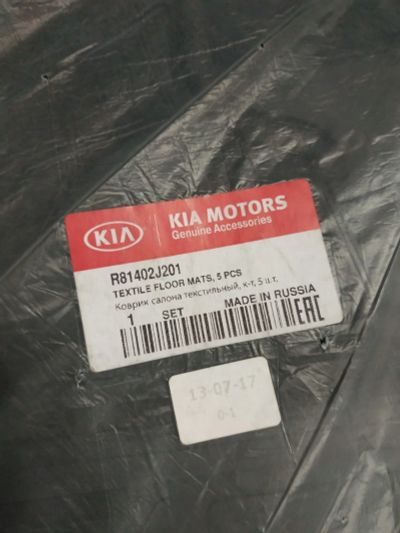 KIA
KIA MOTORS
Genuine Accessories
R81402J201
TEXTILE FLOOR MATS, 5 PCS
Коврик салона текстильный, к-т, 5 шт.
1 SET MADE IN RUSSIA
EAC
13-07-17
0-1